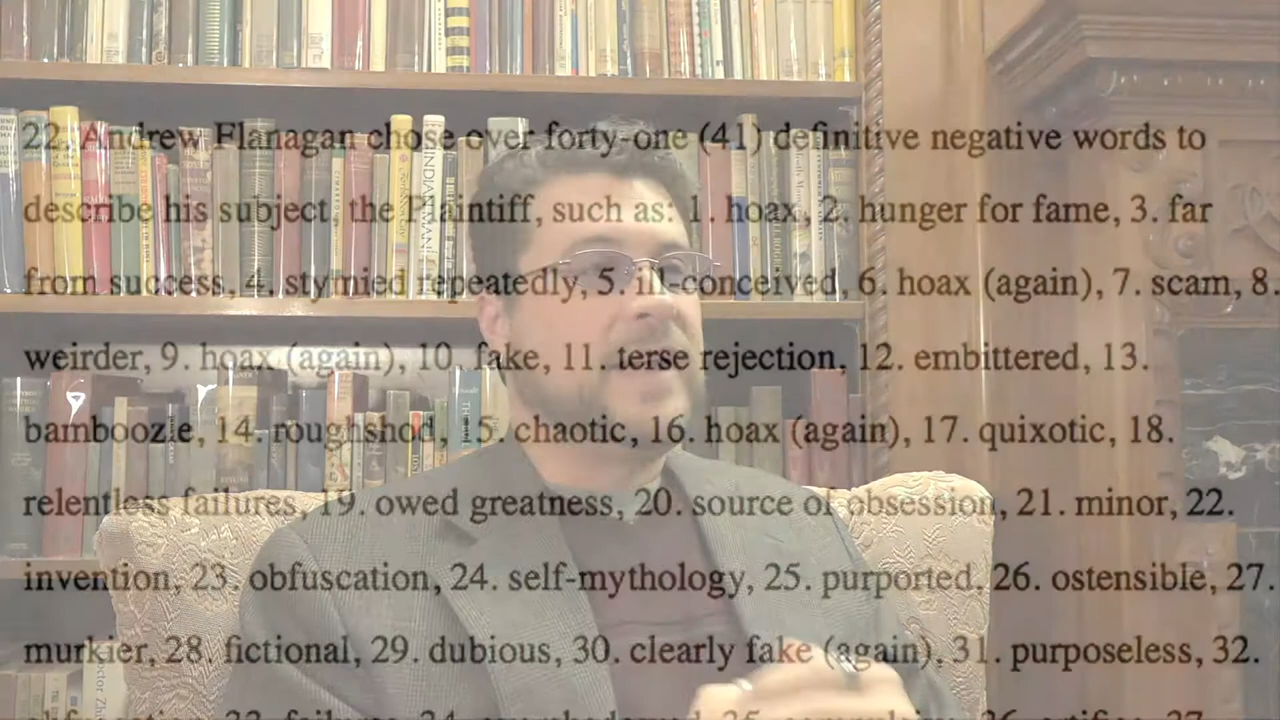 22. Andrew Flanagan chose over forty-one (41) definitive negative words to
describe his subject, the Plaintiff, such as: 1. hoax, 2. hunger for fame, 3. far
from success, 4. stymied repeatedly, 5. ill-conceived, 6. hoax (again), 7. scam, 8.
weirder, 9. hoax (again), 10. fake, 11. terse rejection, 12. embittered, 13.
bamboozle, 14. roughshod, 15. chaotic, 16. hoax (again), 17. quixotic, 18.
relentless failures, 19. owed greatness, 20. source of obsession, 21. minor, 22.
invention, 23. obfuscation, 24. self-mythology, 25. purported, 26. ostensible, 27.
murkier, 28. fictional, 29. dubious, 30. clearly fake (again), 31. purposeless, 32.
INDIANI